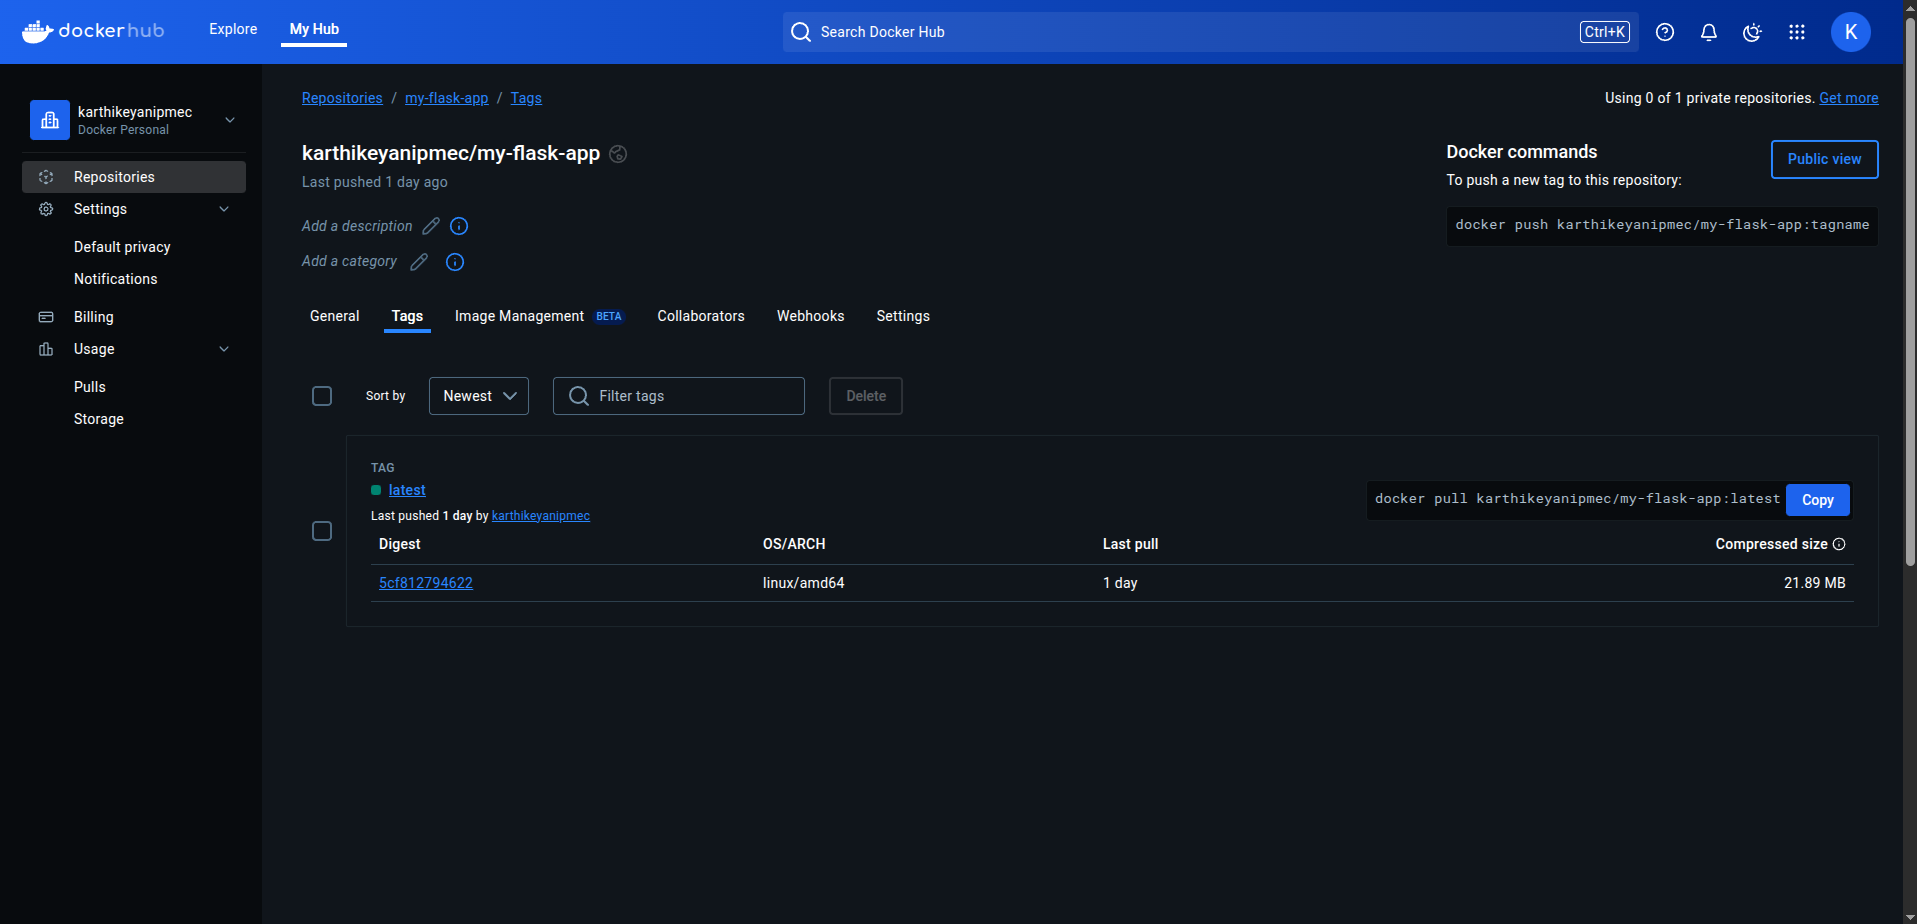 dockerhub
Explore
My Hub
Search Docker Hub
Ctrl+K
K
karthikeyanipmec
Docker Personal
Repositories
Settings
Default privacy
Notifications
Billing
Usage
Pulls
Storage
Repositories / my-flask-app / Tags
Using 0 of 1 private repositories. Get more
karthikeyanipmec/my-flask-app
Last pushed 1 day ago
Add a description
Add a category
Docker commands
Public view
To push a new tag to this repository:
docker push karthikeyanipmec/my-flask-app:tagname
General
Tags
Image Management BETA
Collaborators
Webhooks
Settings
Sort by
Newest
Filter tags
Delete
TAG
latest
Last pushed 1 day by karthikeyanipmec
docker pull karthikeyanipmec/my-flask-app:latest
Copy
Digest OS/ARCH Last pull Compressed size
5cf812794622 linux/amd64 1 day 21.89 MB